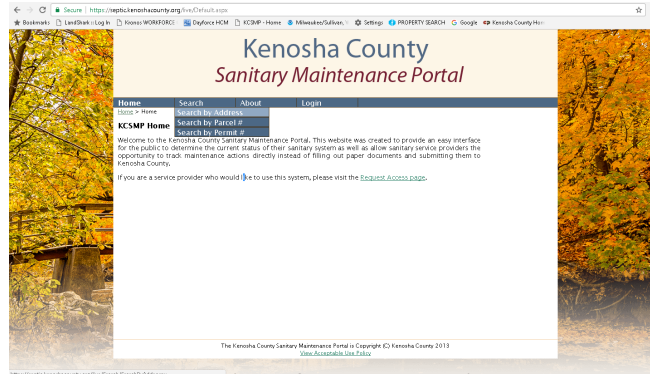 Secure | https://septic.kenoshacounty.org/live/Default.aspx
Bookmarks LandShark :: Log In Kronos WORKFORCE Dayforce HCM KCSMP - Home Milwaukee/Sullivan, Settings PROPERTY SEARCH Google Kenosha County Hom
Kenosha County
Sanitary Maintenance Portal
Home Search About Login
Home > Home
Search by Address
Search by Parcel #
Search by Permit #
KCSMP Home
Welcome to the Kenosha County Sanitary Maintenance Portal. This website was created to provide an easy interface
for the public to determine the current status of their sanitary system as well as allow sanitary service providers the
opportunity to track maintenance actions directly instead of filling out paper documents and submitting them to
Kenosha County.
If you are a service provider who would like to use this system, please visit the Request Access page.
The Kenosha County Sanitary Maintenance Portal is Copyright (C) Kenosha County 2013
View Acceptable Use Policy